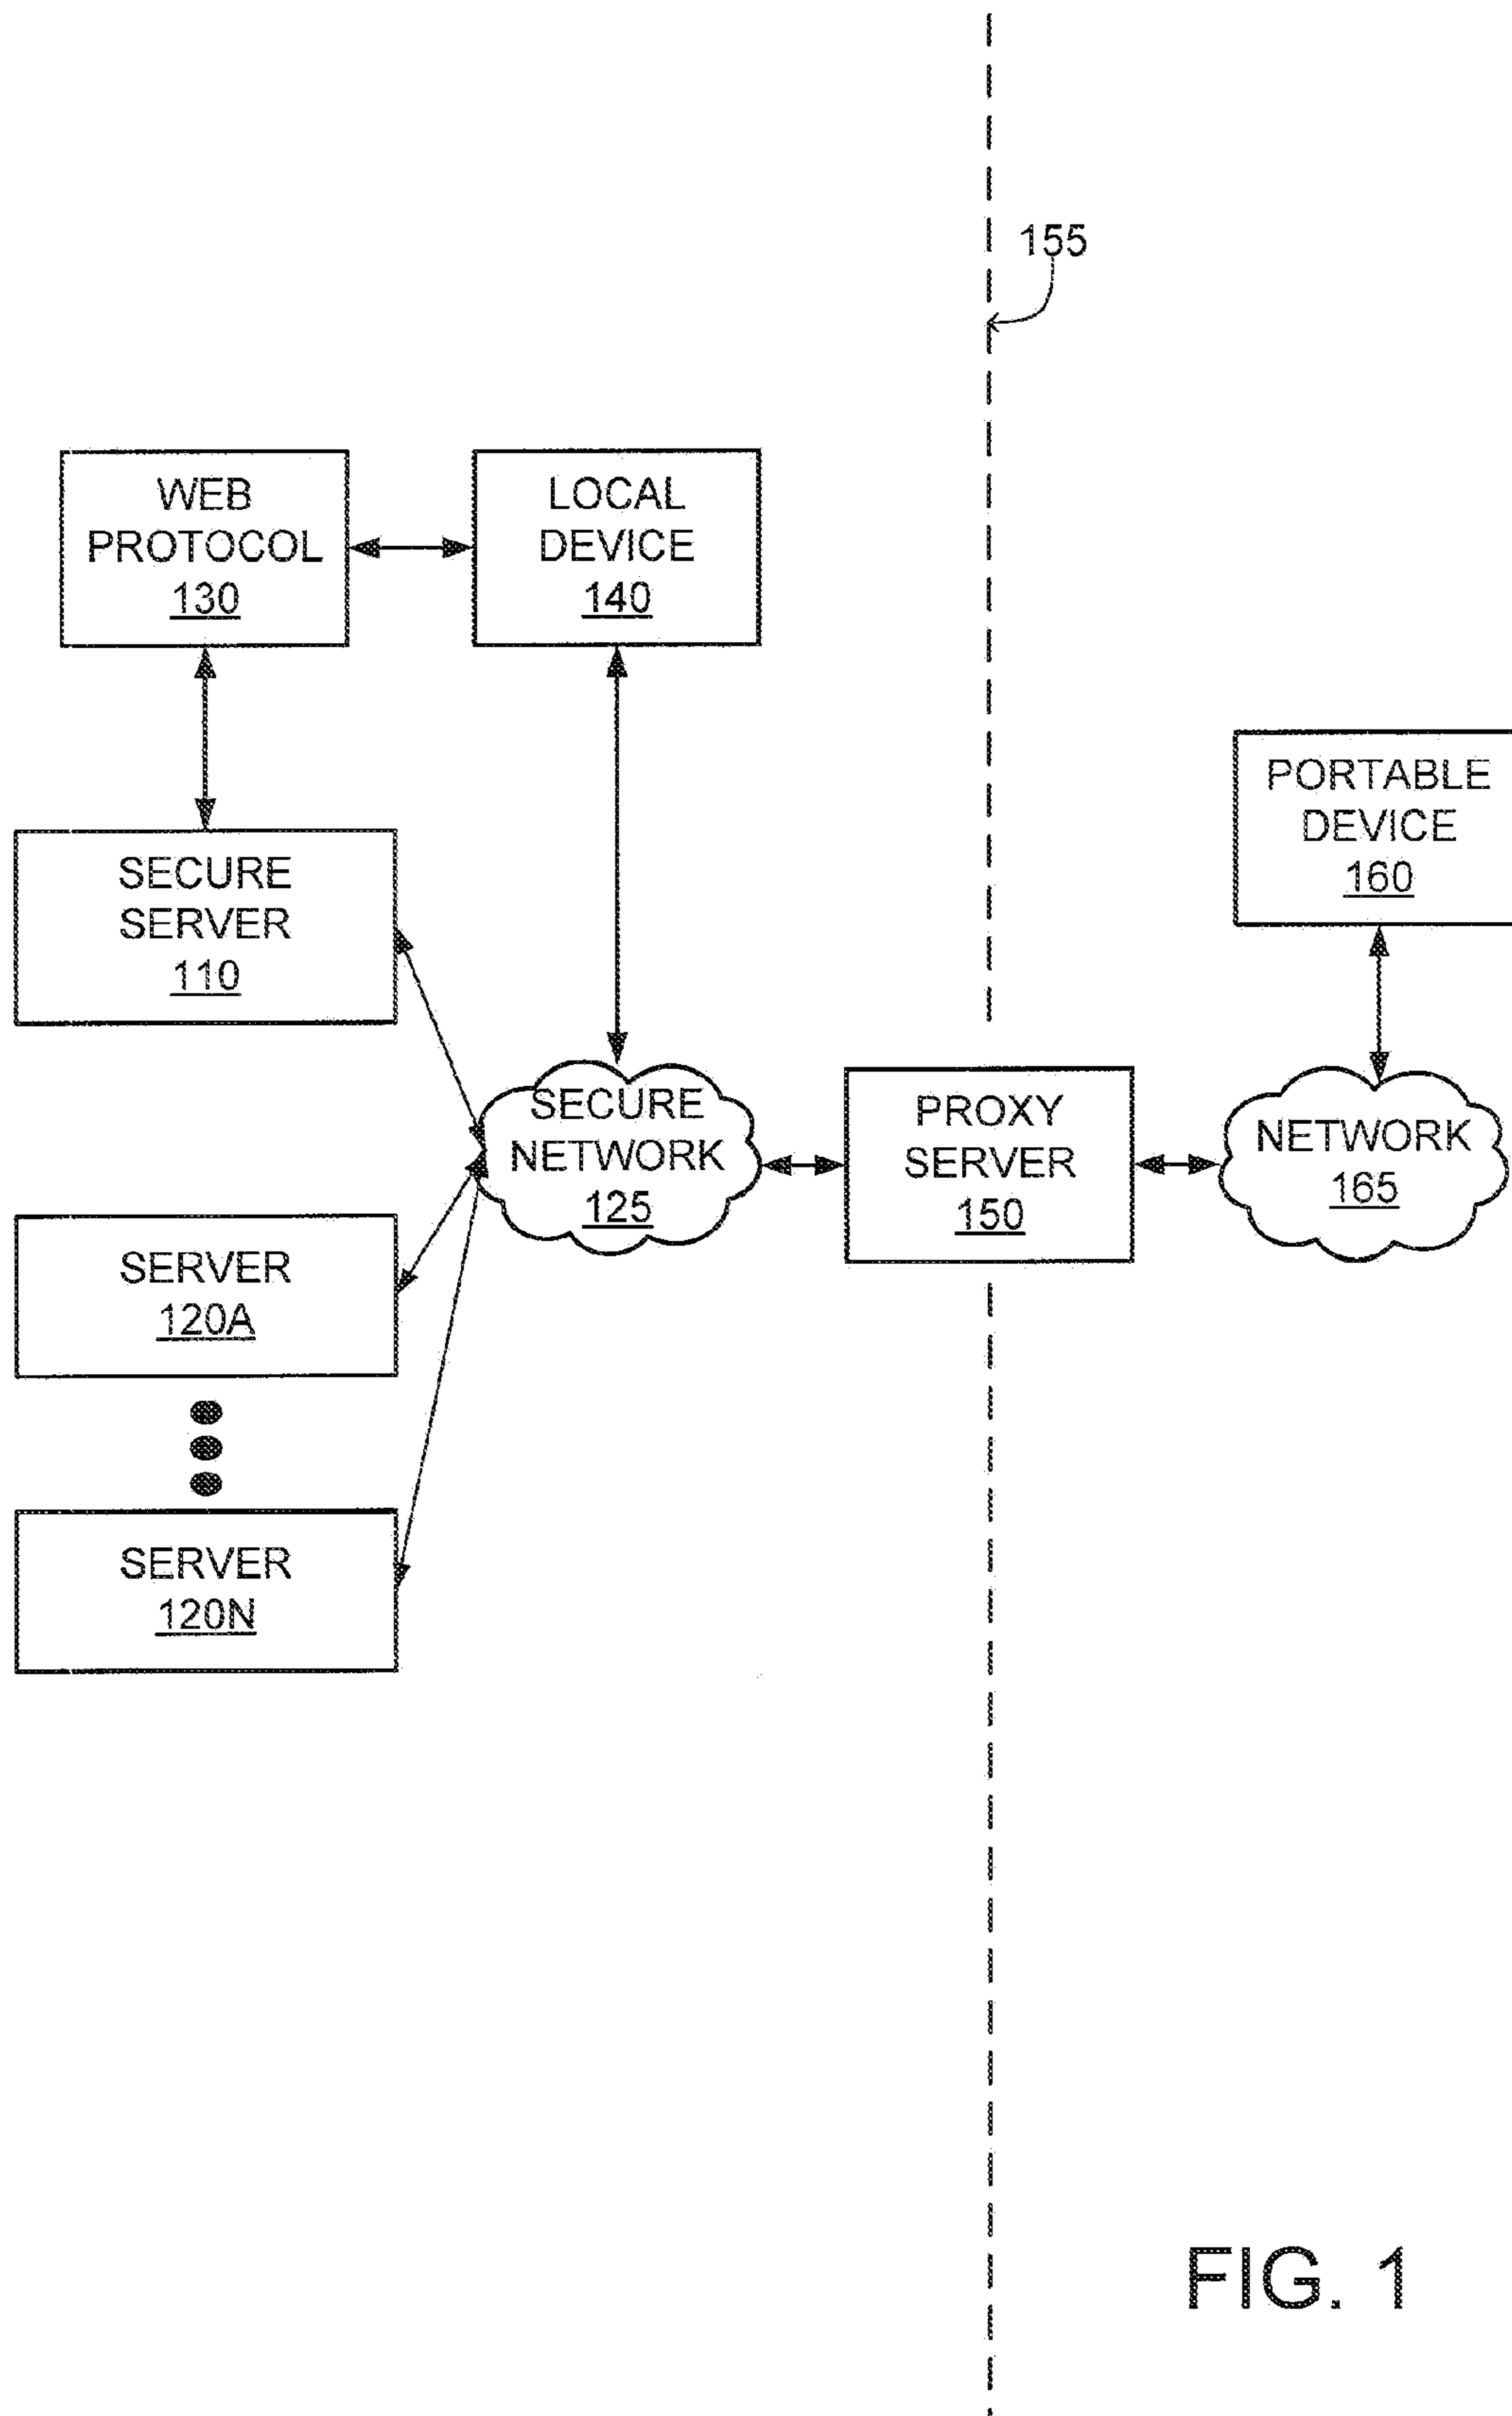 155
WEB
PROTOCOL
130
LOCAL
DEVICE
140
PORTABLE
DEVICE
160
SECURE
SERVER
110
SECURE
NETWORK
125
PROXY
SERVER
150
NETWORK
165
SERVER
120A
SERVER
120N
FIG. 1